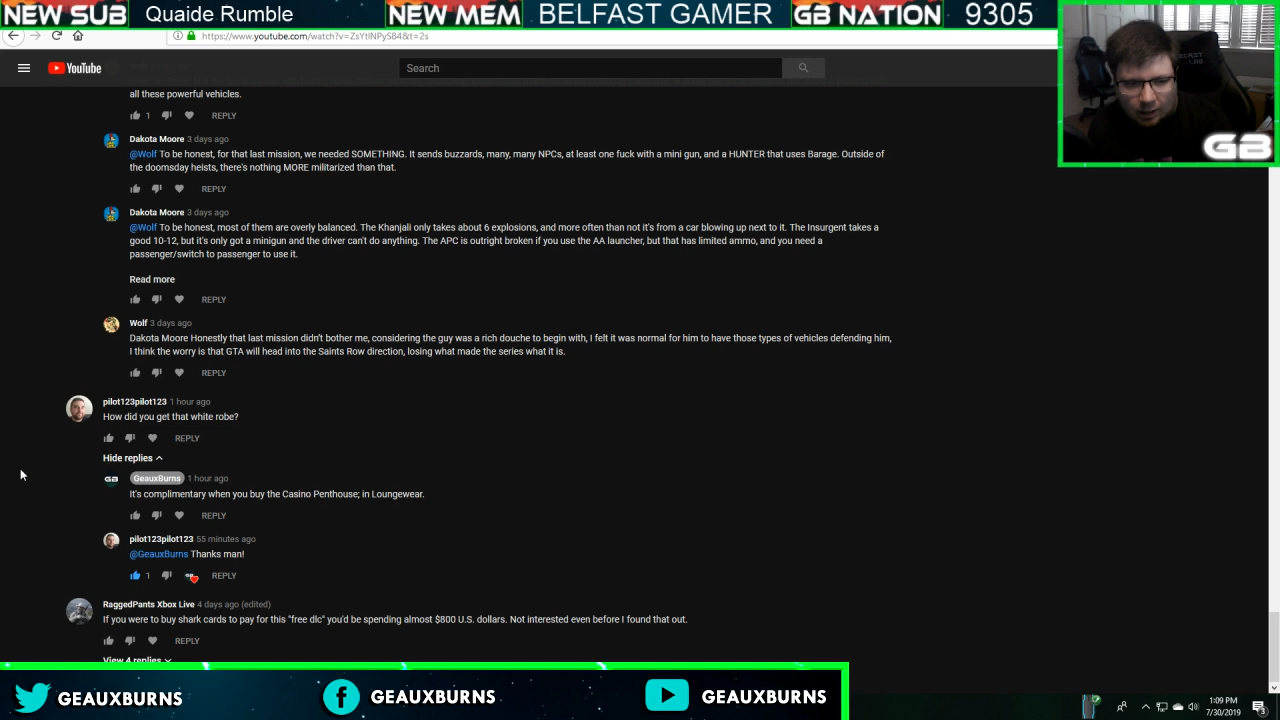 NEW SUB Quaide Rumble NEW MEM BELFAST GAMER GB NATION 9305
https://www.youtube.com/watch?v=ZsYtlNPyS84&t=2s
YouTube Search
SECRET LAB
GB
all these powerful vehicles.
1 REPLY
Dakota Moore 3 days ago
@Wolf To be honest, for that last mission, we needed SOMETHING. It sends buzzards, many, many NPCs, at least one fuck with a mini gun, and a HUNTER that uses Barage. Outside of
the doomsday heists, there's nothing MORE militarized than that.
REPLY
Dakota Moore 3 days ago
@Wolf To be honest, most of them are overly balanced. The Khanjali only takes about 6 explosions, and more often than not it's from a car blowing up next to it. The Insurgent takes a
good 10-12, but it's only got a minigun and the driver can't do anything. The APC is outright broken if you use the AA launcher, but that has limited ammo, and you need a
passenger/switch to passenger to use it.
Read more
REPLY
Wolf 3 days ago
Dakota Moore Honestly that last mission didn't bother me, considering the guy was a rich douche to begin with, I felt it was normal for him to have those types of vehicles defending him,
I think the worry is that GTA will head into the Saints Row direction, losing what made the series what it is.
REPLY
pilot123pilot123 1 hour ago
How did you get that white robe?
REPLY
Hide replies
GB GeauxBurns 1 hour ago
It's complimentary when you buy the Casino Penthouse; in Loungewear.
REPLY
pilot123pilot123 55 minutes ago
@GeauxBurns Thanks man!
1 REPLY
RaggedPants Xbox Live 4 days ago (edited)
If you were to buy shark cards to pay for this "free dlc" you'd be spending almost $800 U.S. dollars. Not interested even before I found that out.
REPLY
View 4 replies
GEAUXBURNS GEAUXBURNS GEAUXBURNS
1:09 PM
7/30/2019
3